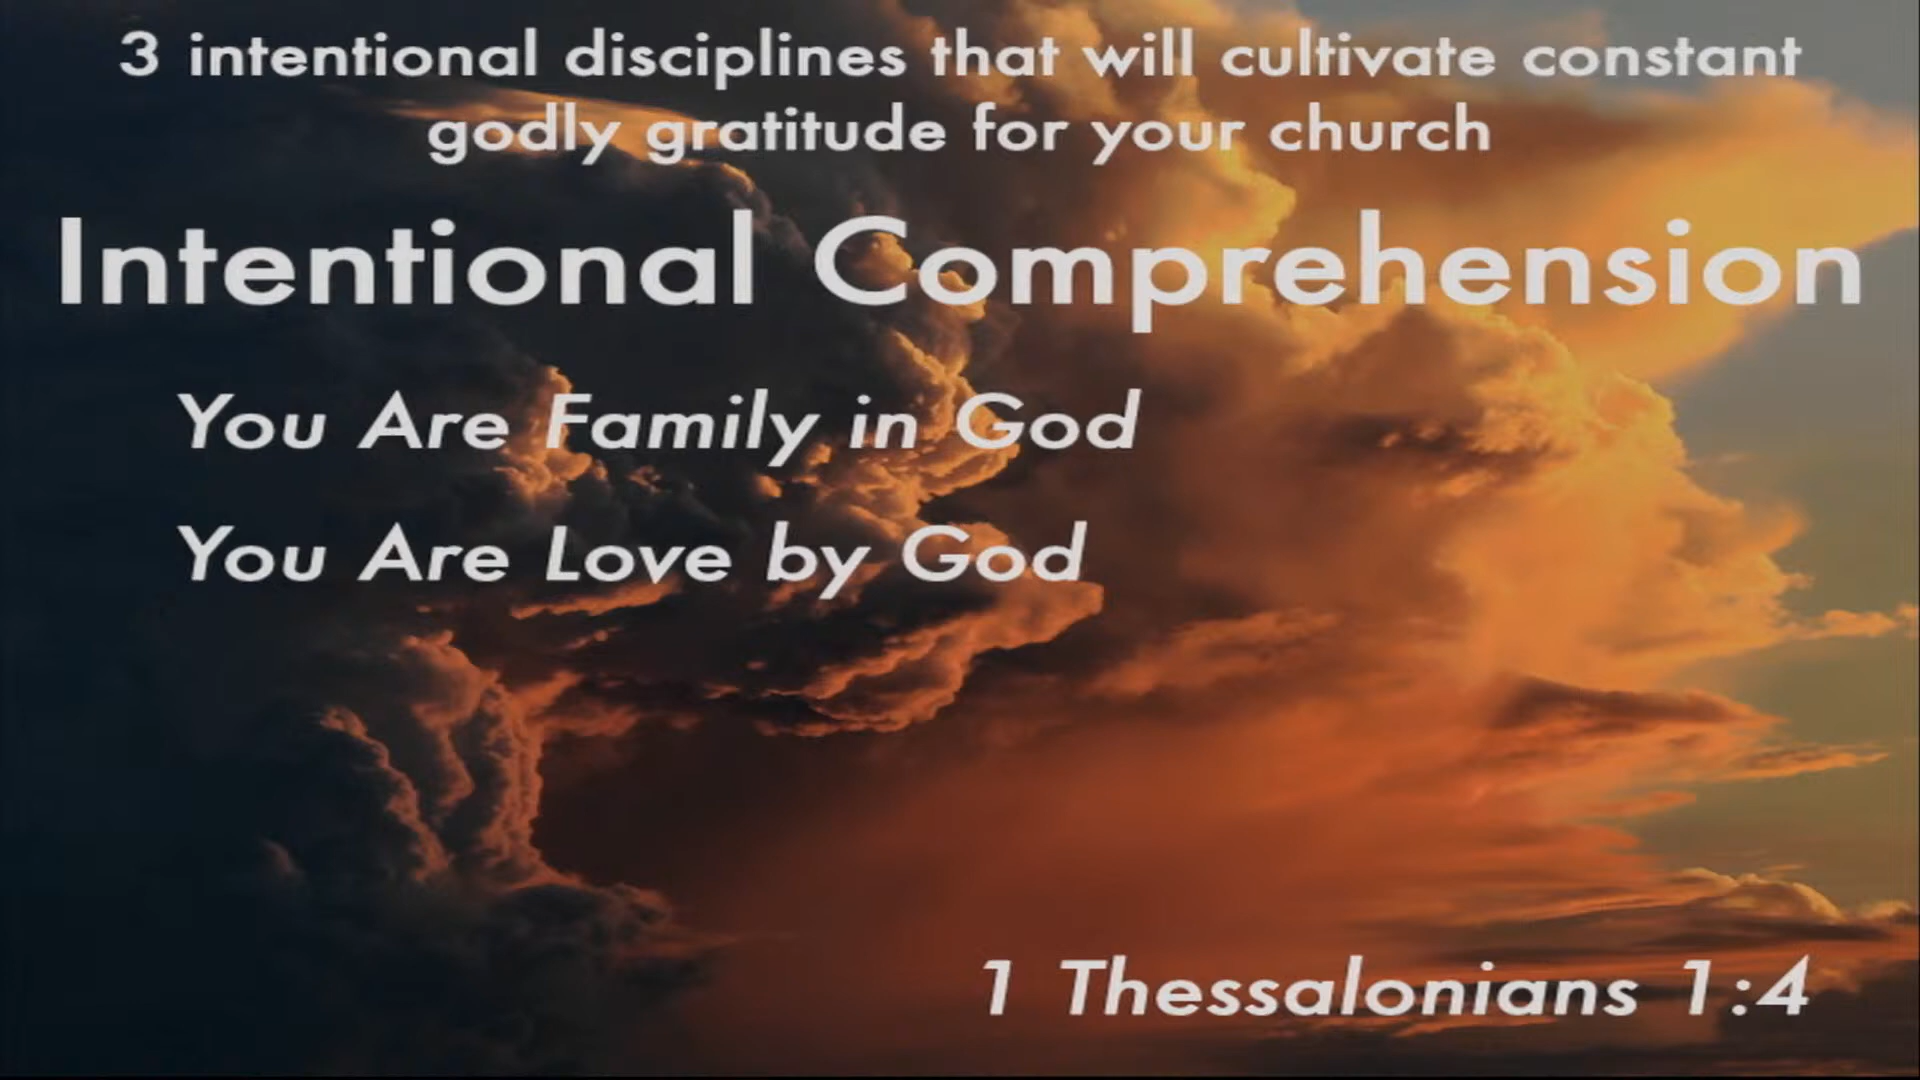 3 intentional disciplines that will cultivate constant
godly gratitude for your church
Intentional Comprehension
You Are Family in God
You Are Love by God
1 Thessalonians 1:4